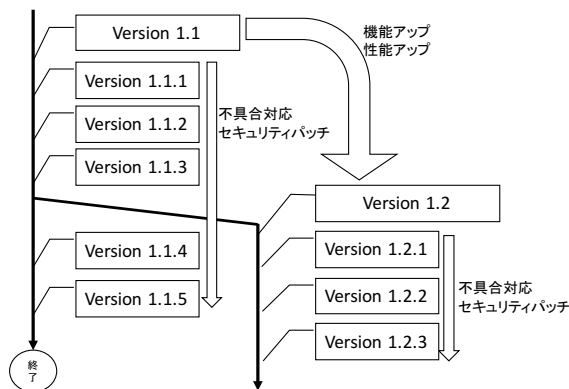 Version 1.1
機能アップ
性能アップ
Version 1.1.1
不具合対応
セキュリティパッチ
Version 1.1.2
Version 1.1.3
Version 1.2
Version 1.1.4
Version 1.2.1
不具合対応
セキュリティパッチ
Version 1.1.5
Version 1.2.2
Version 1.2.3
終
了